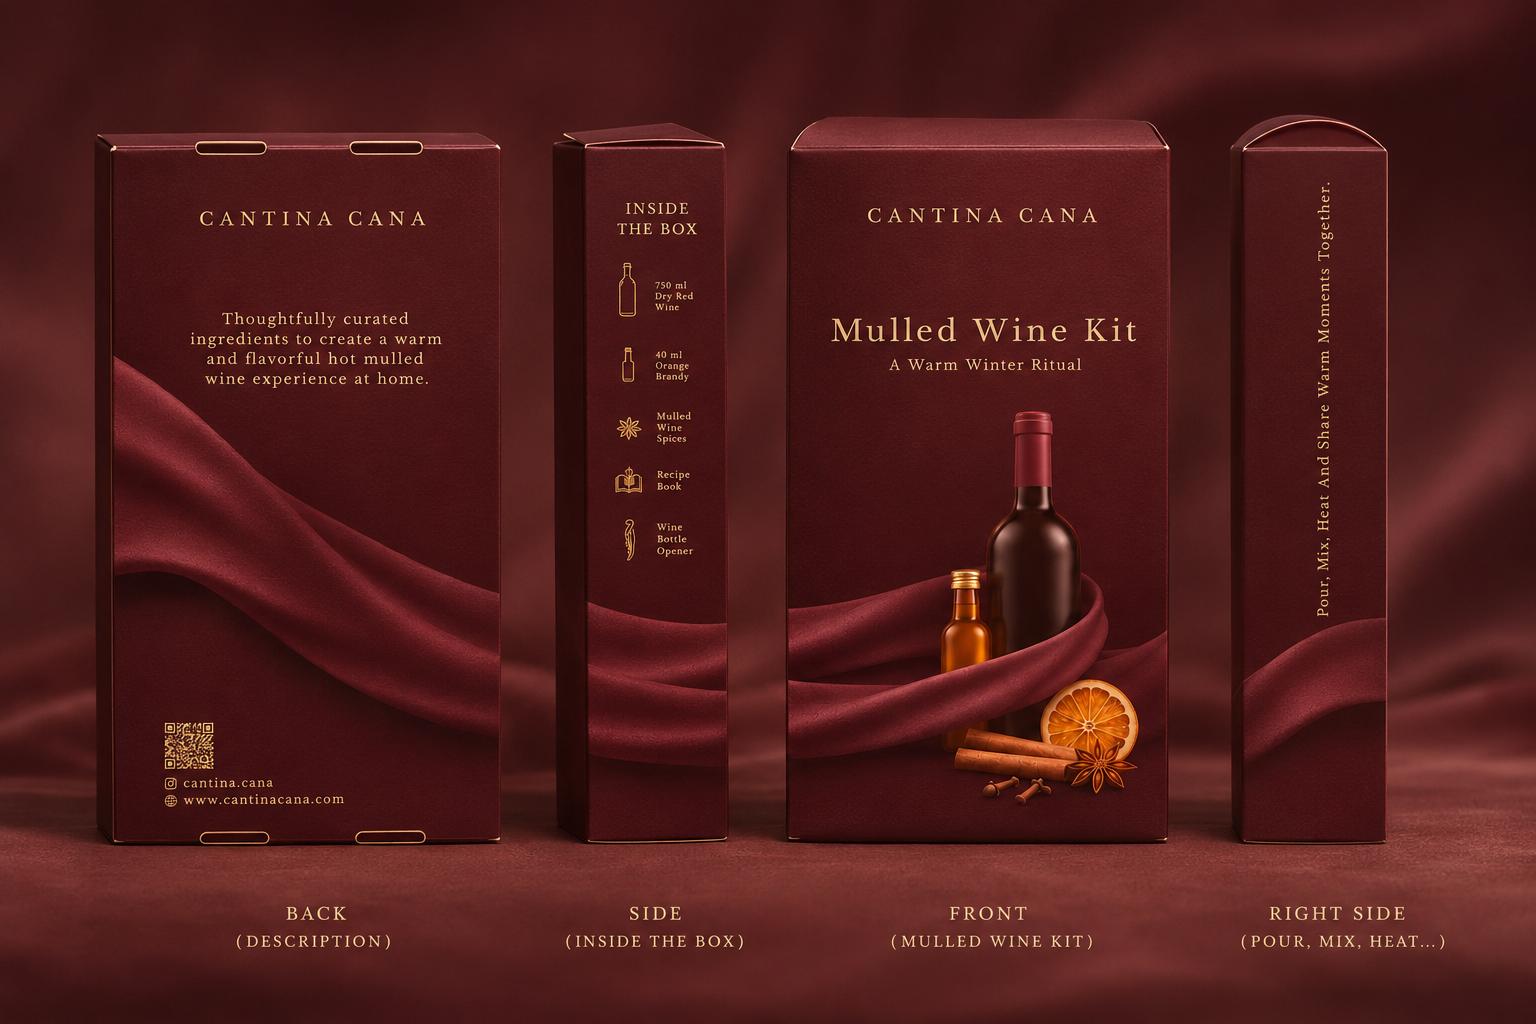 CANTINA CANA
Thoughtfully curated
ingredients to create a warm
and flavorful hot mulled
wine experience at home.
cantina.cana
www.cantinacana.com
INSIDE
THE BOX
750 ml
Dry Red
Wine
40 ml
Orange
Brandy
Mulled
Wine
Spices
Recipe
Book
Wine
Bottle
Opener
CANTINA CANA
Mulled Wine Kit
A Warm Winter Ritual
Pour, Mix, Heat And Share Warm Moments Together.
BACK
(DESCRIPTION)
SIDE
(INSIDE THE BOX)
FRONT
(MULLED WINE KIT)
RIGHT SIDE
(POUR, MIX, HEAT...)